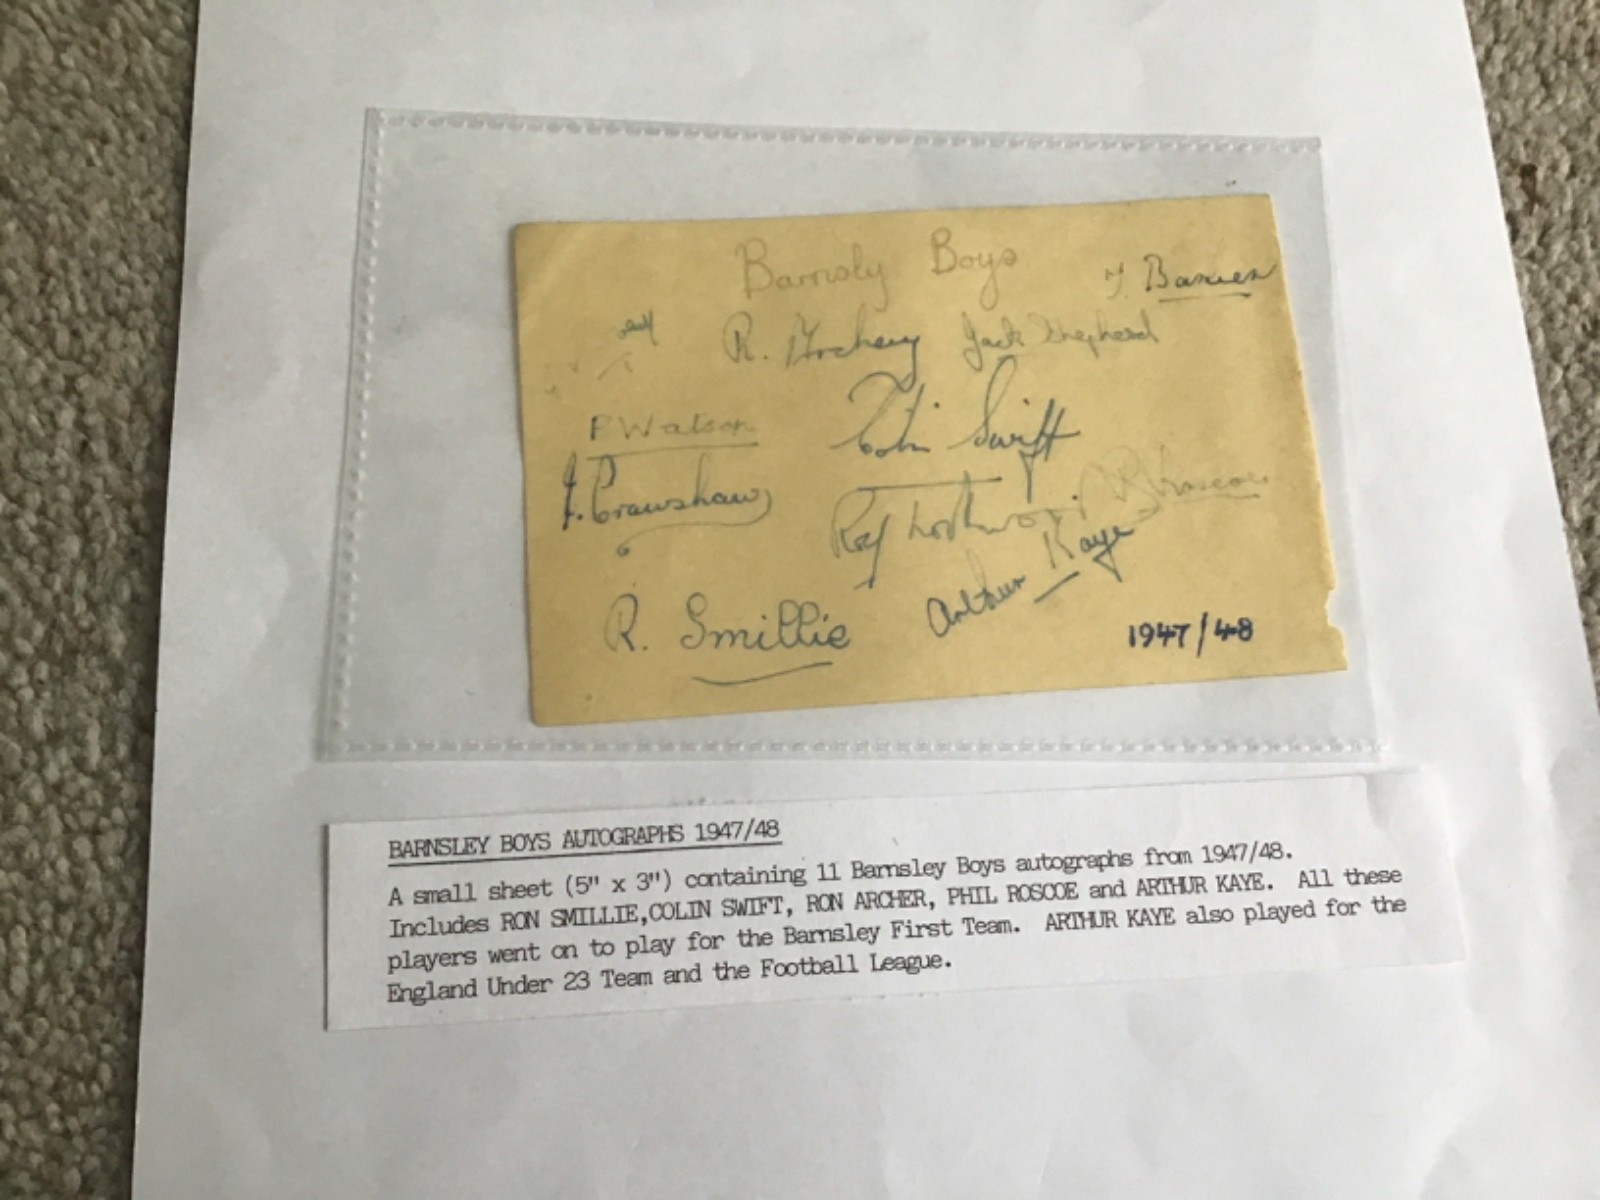 Barnsly Boys
Barnes
R. Archery Jack Shepherd
P Watson Colin Swift
J. Crawshaw
Roscoe
R. Smillie Arthur Kaye
1947/48
BARNSLEY BOYS AUTOGRAPHS 1947/48
A small sheet (5" x 3") containing 11 Barnsley Boys autographs from 1947/48.
Includes RON SMILLIE,COLIN SWIFT, RON ARCHER, PHIL ROSCOE and ARTHUR KAYE. All these
players went on to play for the Barnsley First Team. ARTHUR KAYE also played for the
England Under 23 Team and the Football League.